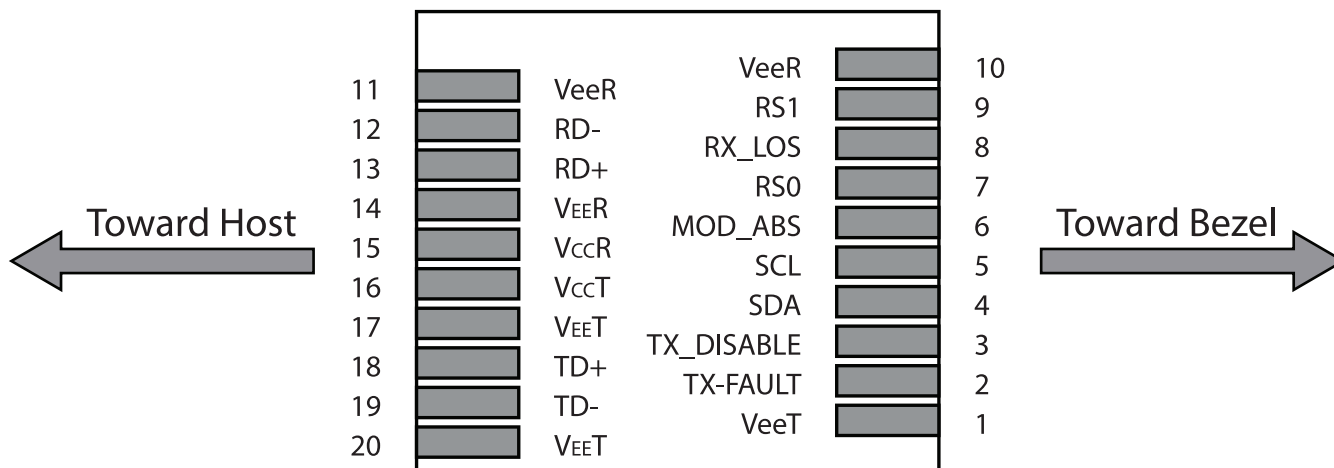 VeeR 10
11 VeeR
RS1 9
12 RD-
RX_LOS 8
13 RD+
RS0 7
14 VEER
Toward Host
MOD_ABS 6
Toward Bezel
15 VCCR
SCL 5
16 VCCT
SDA 4
17 VEET
TX_DISABLE 3
18 TD+
TX-FAULT 2
19 TD-
VeeT 1
20 VEET